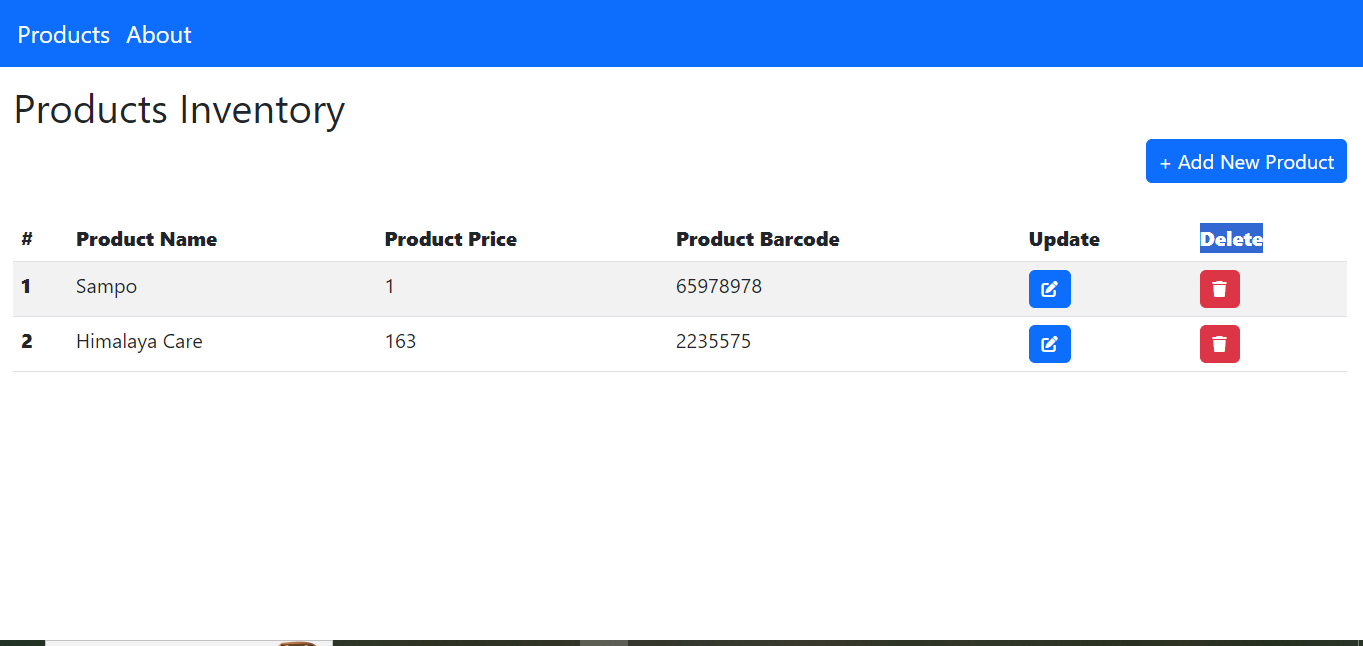 Products About
Products Inventory
+ Add New Product
# Product Name Product Price Product Barcode Update Delete
1 Sampo 1 65978978
2 Himalaya Care 163 2235575